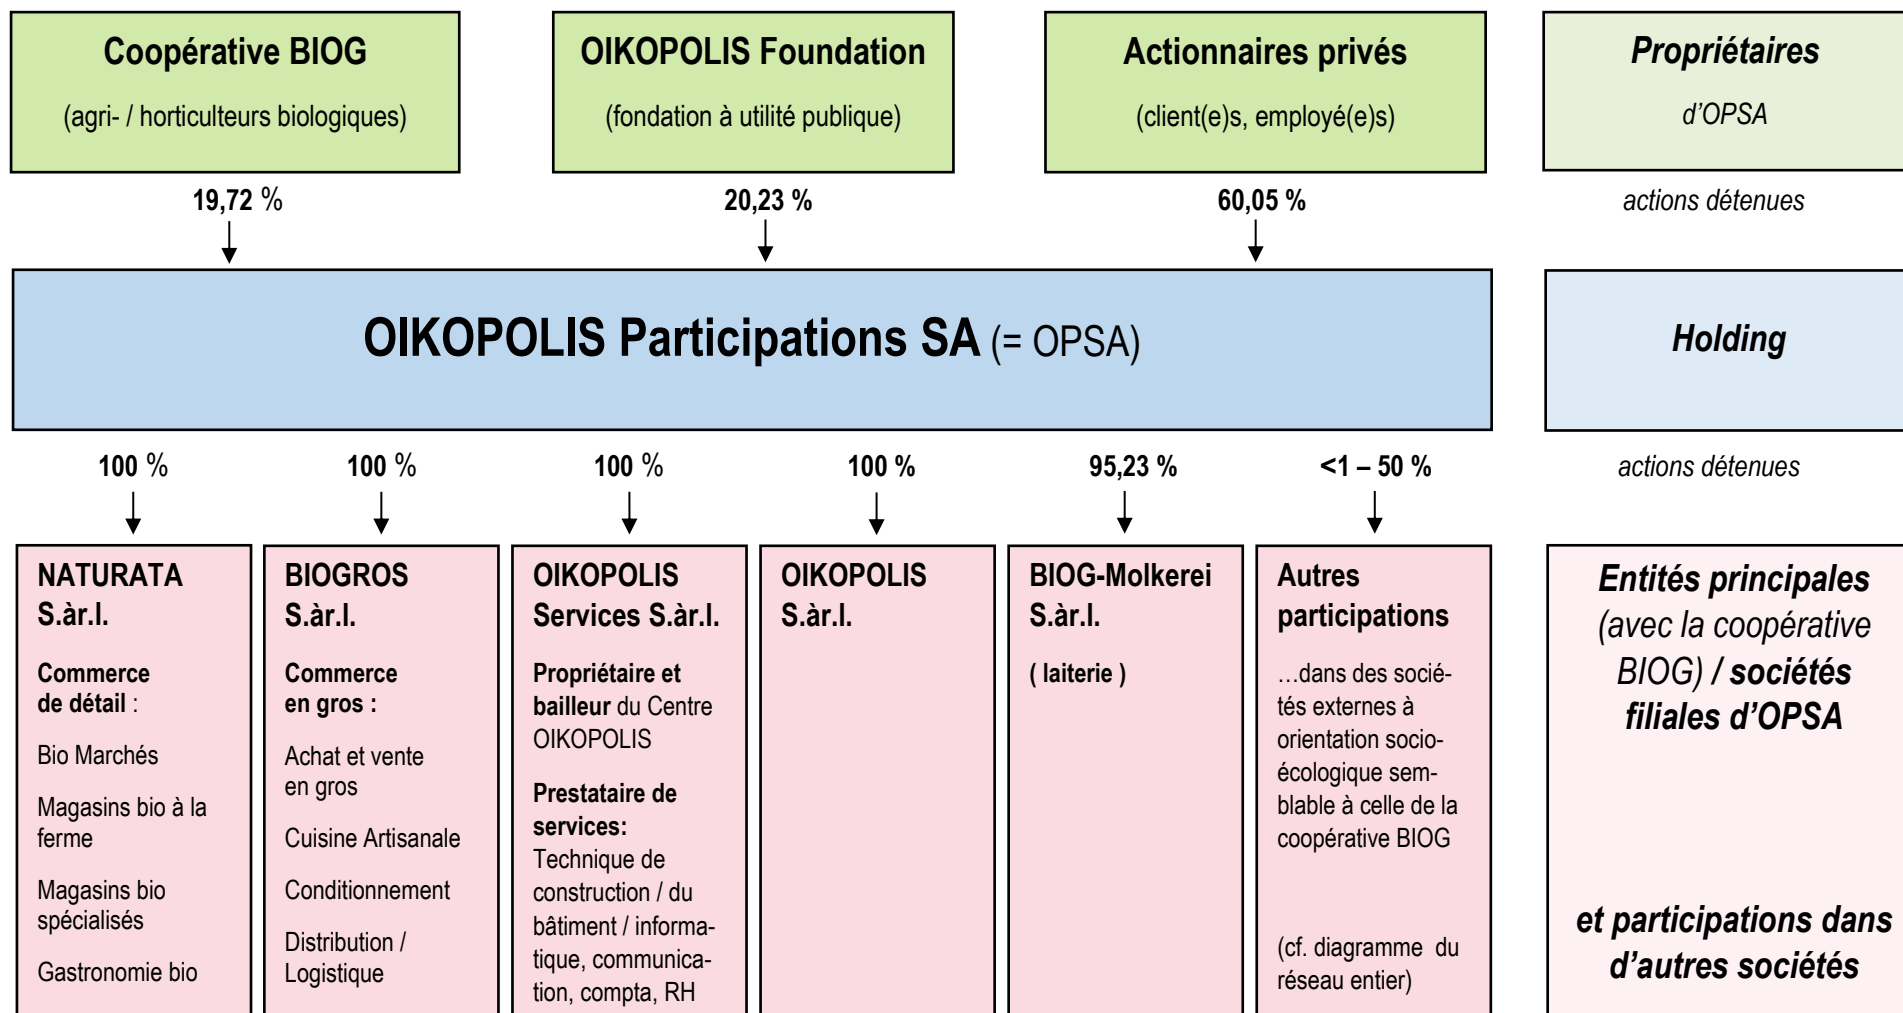 Coopérative BIOG
(agri- / horticulteurs biologiques)
OIKOPOLIS Foundation
(fondation à utilité publique)
Actionnaires privés
(client(e)s, employé(e)s)
Propriétaires
d’OPSA
19,72 %
20,23 %
60,05 %
actions détenues
OIKOPOLIS Participations SA (= OPSA)
Holding
100 %
100 %
100 %
100 %
95,23 %
<1 – 50 %
actions détenues
NATURATA
S.àr.l.
Commerce
de détail :
Bio Marchés
Magasins bio à la
ferme
Magasins bio
spécialisés
Gastronomie bio
BIOGROS
S.àr.l.
Commerce
en gros :
Achat et vente
en gros
Cuisine Artisanale
Conditionnement
Distribution /
Logistique
OIKOPOLIS
Services S.àr.l.
Propriétaire et
bailleur du Centre
OIKOPOLIS
Prestataire de
services:
Technique de
construction / du
bâtiment / informa-
tique, communica-
tion, compta, RH
OIKOPOLIS
S.àr.l.
BIOG-Molkerei
S.àr.l.
( laiterie )
Autres
participations
…dans des socié-
tés externes à
orientation socio-
écologique sem-
blable à celle de la
coopérative BIOG
(cf. diagramme du
réseau entier)
Entités principales
(avec la coopérative
BIOG) / sociétés
filiales d’OPSA
et participations dans
d’autres sociétés